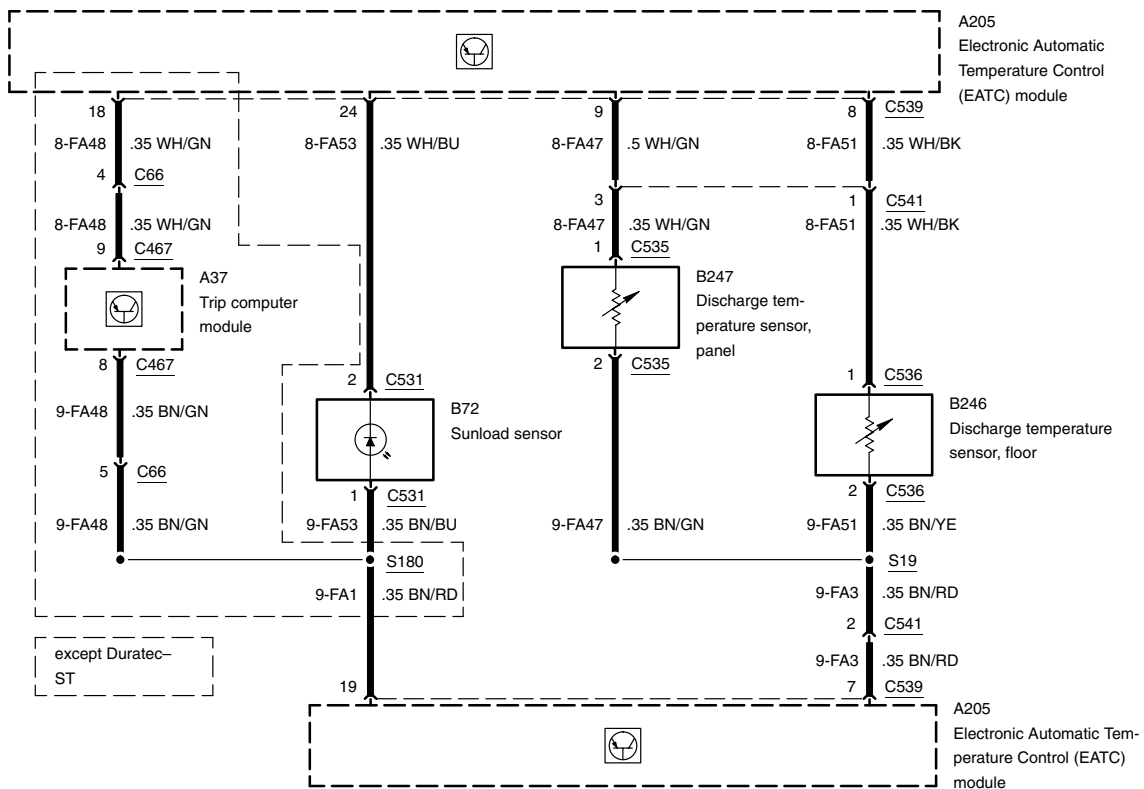 A205
Electronic Automatic
Temperature Control
(EATC) module
18
24
9
8
C539
8-FA48 .35 WH/GN
8-FA53 .35 WH/BU
8-FA47 .5 WH/GN
8-FA51 .35 WH/BK
4 C66
3
1 C541
8-FA48 .35 WH/GN
8-FA47 .35 WH/GN
8-FA51 .35 WH/BK
9 C467
1 C535
A37
Trip computer
module
B247
Discharge tem-
perature sensor,
panel
8 C467
2 C535
2 C531
1 C536
9-FA48 .35 BN/GN
B72
Sunload sensor
B246
Discharge temperature
sensor, floor
5 C66
1 C531
2 C536
9-FA48 .35 BN/GN
9-FA53 .35 BN/BU
9-FA47 .35 BN/GN
9-FA51 .35 BN/YE
S180
S19
9-FA1 .35 BN/RD
9-FA3 .35 BN/RD
2 C541
except Duratec–
ST
9-FA3 .35 BN/RD
19
7 C539
A205
Electronic Automatic Tem-
perature Control (EATC)
module